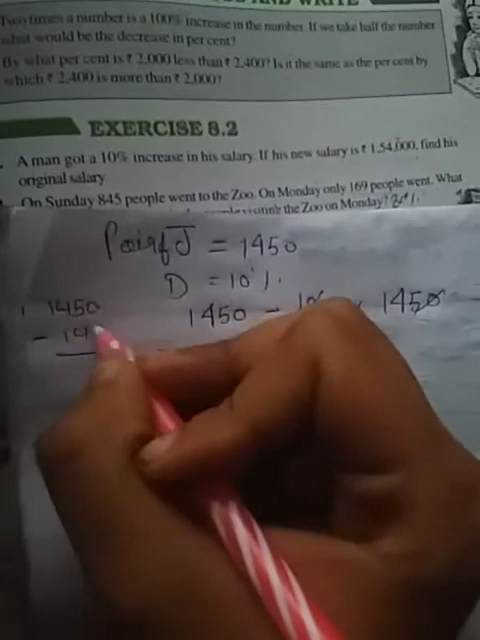 AND WRITE
Two times a number is a 100% increase in the number. If we take half the number
what would be the decrease in per cent?
By what per cent is ₹ 2,000 less than ₹ 2,400? Is it the same as the per cent by
which ₹ 2,400 is more than ₹ 2,000?
EXERCISE 8.2
A man got a 10% increase in his salary. If his new salary is ₹ 1,54,000, find his
original salary.
On Sunday 845 people went to the Zoo. On Monday only 169 people went. What
the Zoo on Monday? 80%
= 1450
D = 10%
1450 1450 - 10 1450
- 14